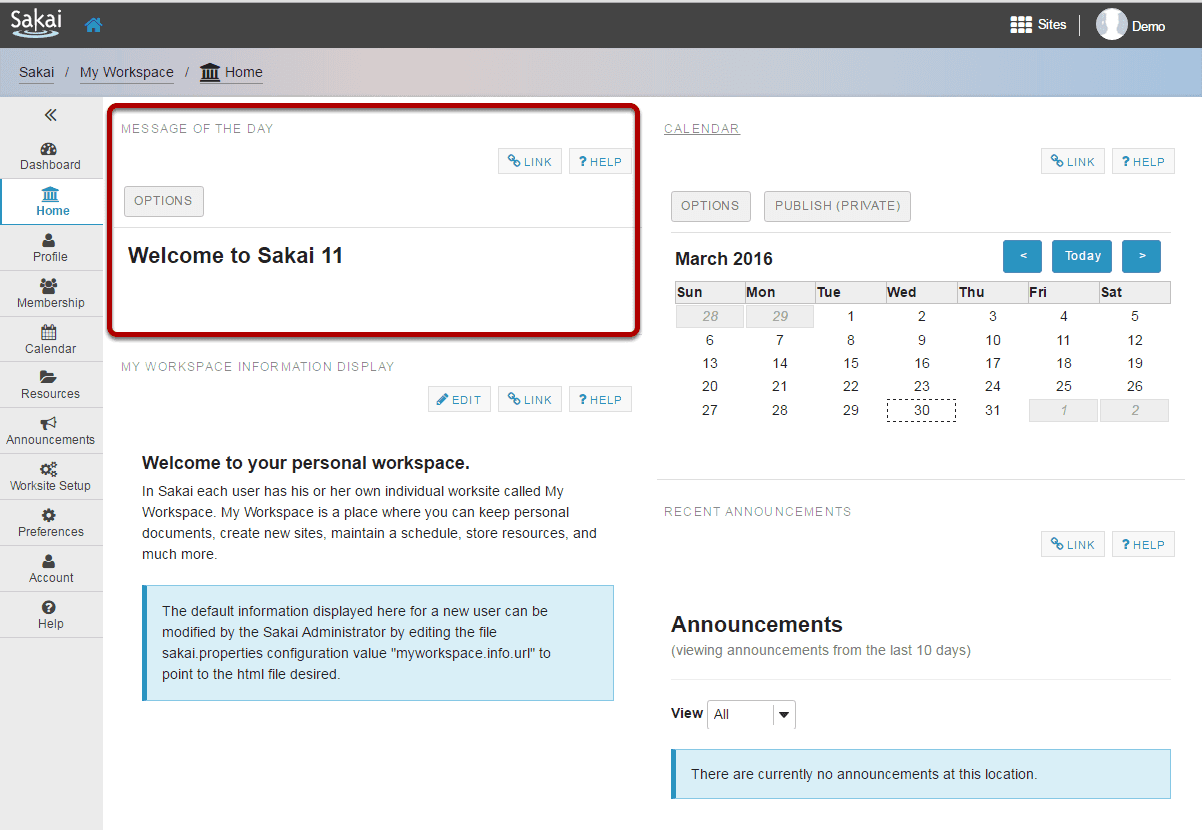 Sakai
Sites
Demo
Sakai / My Workspace / Home
Dashboard
Home
Profile
Membership
Calendar
Resources
Announcements
Worksite Setup
Preferences
Account
Help
MESSAGE OF THE DAY
LINK
? HELP
OPTIONS
Welcome to Sakai 11
MY WORKSPACE INFORMATION DISPLAY
EDIT
LINK
? HELP
Welcome to your personal workspace.
In Sakai each user has his or her own individual worksite called My
Workspace. My Workspace is a place where you can keep personal
documents, create new sites, maintain a schedule, store resources, and
much more.
The default information displayed here for a new user can be
modified by the Sakai Administrator by editing the file
sakai.properties configuration value "myworkspace.info.url" to
point to the html file desired.
CALENDAR
LINK
? HELP
OPTIONS
PUBLISH (PRIVATE)
March 2016
<
Today
>
Sun Mon Tue Wed Thu Fri Sat
28 29 1 2 3 4 5
6 7 8 9 10 11 12
13 14 15 16 17 18 19
20 21 22 23 24 25 26
27 28 29 30 31 1 2
RECENT ANNOUNCEMENTS
LINK
? HELP
Announcements
(viewing announcements from the last 10 days)
View All
There are currently no announcements at this location.